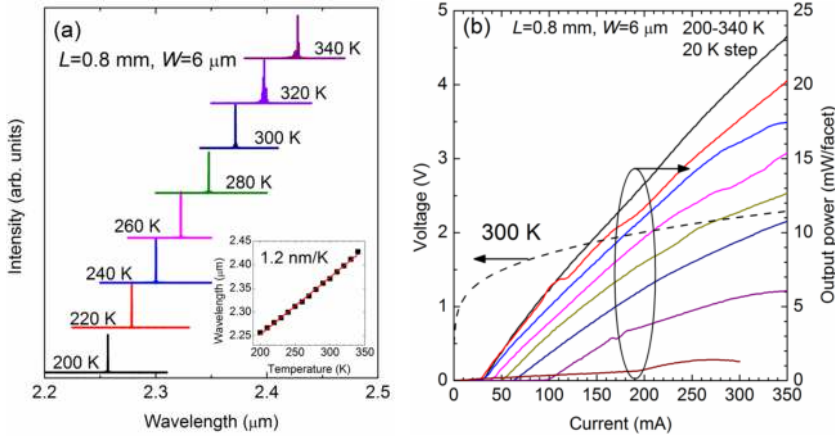 (a)
L=0.8 mm, W=6 μm
340 K
320 K
300 K
280 K
260 K
240 K
220 K
200 K
Intensity (arb. units)
2.2
2.3
2.4
2.5
Wavelength (μm)
1.2 nm/K
Wavelength (μm)
2.45
2.40
2.35
2.30
2.25
200
250
300
350
Temperature (K)
(b)
L=0.8 mm, W=6 μm
200-340 K
20 K step
300 K
Voltage (V)
5
4
3
2
1
0
Output power (mW/facet)
25
20
15
10
5
0
0
50
100
150
200
250
300
350
Current (mA)